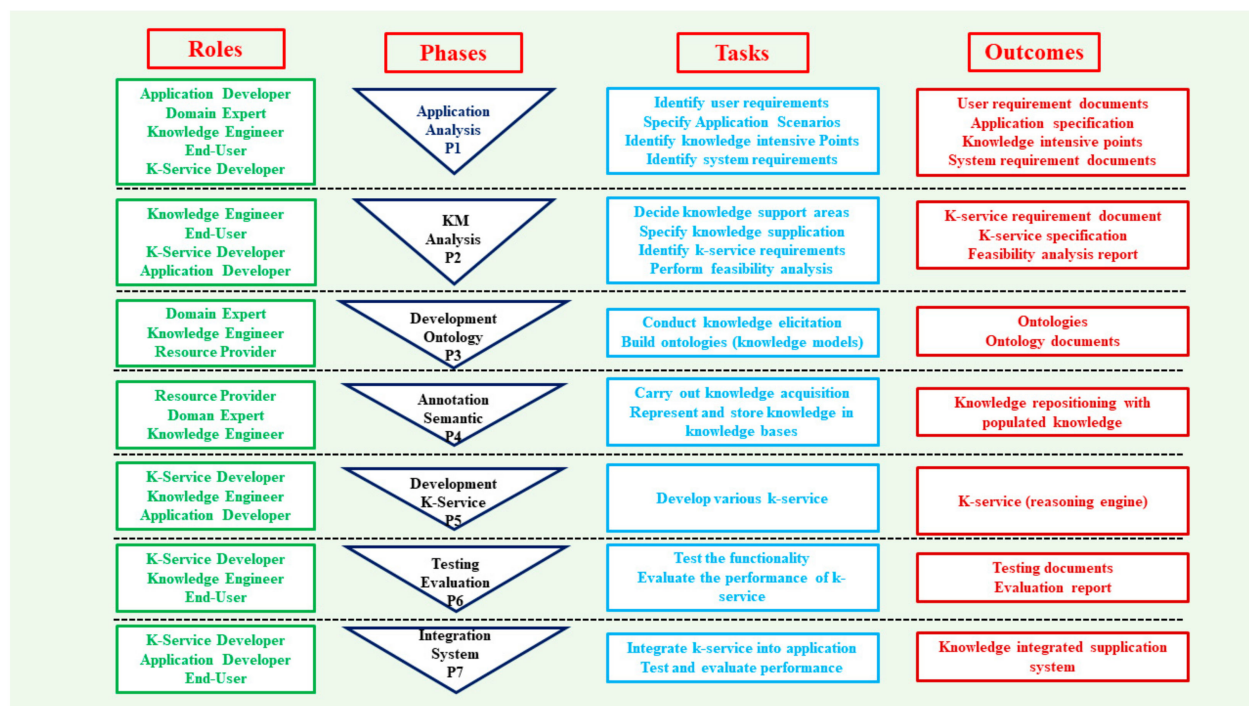 Roles
Phases
Tasks
Outcomes
Application Developer
Domain Expert
Knowledge Engineer
End-User
K-Service Developer
Application
Analysis
P1
Identify user requirements
Specify Application Scenarios
Identify knowledge intensive Points
Identify system requirements
User requirement documents
Application specification
Knowledge intensive points
System requirement documents
Knowledge Engineer
End-User
K-Service Developer
Application Developer
KM
Analysis
P2
Decide knowledge support areas
Specify knowledge supplication
Identify k-service requirements
Perform feasibility analysis
K-service requirement document
K-service specification
Feasibility analysis report
Domain Expert
Knowledge Engineer
Resource Provider
Development
Ontology
P3
Conduct knowledge elicitation
Build ontologies (knowledge models)
Ontologies
Ontology documents
Resource Provider
Doman Expert
Knowledge Engineer
Annotation
Semantic
P4
Carry out knowledge acquisition
Represent and store knowledge in
knowledge bases
Knowledge repositioning with
populated knowledge
K-Service Developer
Knowledge Engineer
Application Developer
Development
K-Service
P5
Develop various k-service
K-service (reasoning engine)
K-Service Developer
Knowledge Engineer
End-User
Testing
Evaluation
P6
Test the functionality
Evaluate the performance of k-
service
Testing documents
Evaluation report
K-Service Developer
Application Developer
End-User
Integration
System
P7
Integrate k-service into application
Test and evaluate performance
Knowledge integrated supplication
system